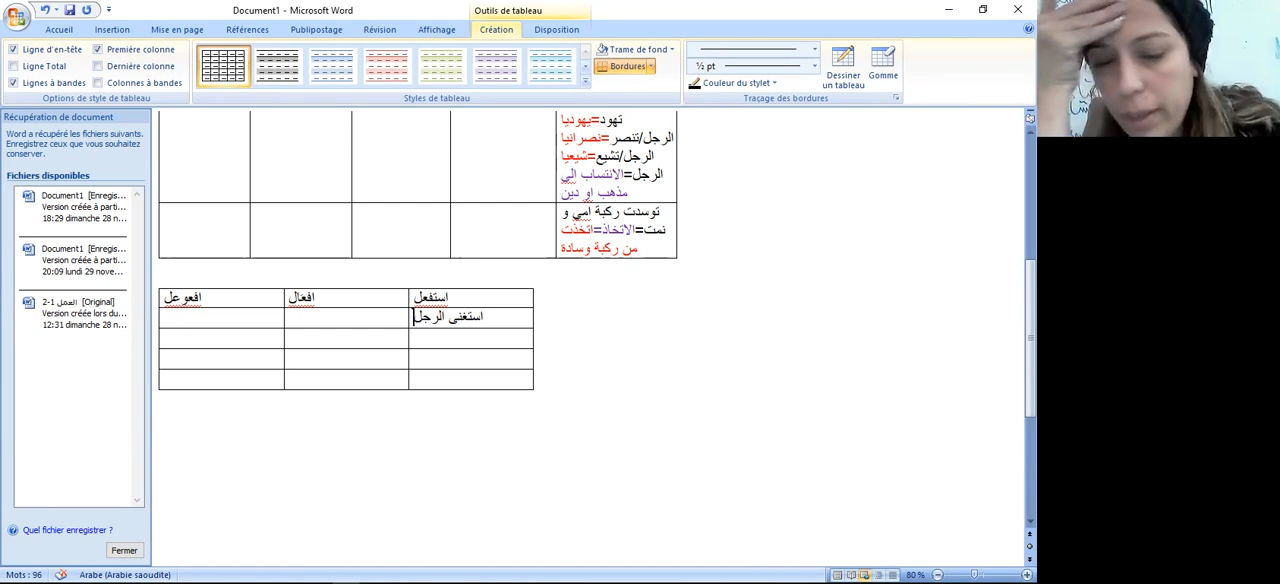 Document1 - Microsoft Word
Outils de tableau
Accueil
Insertion
Mise en page
Références
Publipostage
Révision
Affichage
Création
Disposition
Ligne d'en-tête
Première colonne
Ligne Total
Dernière colonne
Lignes à bandes
Colonnes à bandes
Options de style de tableau
Styles de tableau
Trame de fond
Bordures
½ pt
Couleur du stylet
Dessiner
un tableau
Gomme
Traçage des bordures
Récupération de document
Word a récupéré les fichiers suivants.
Enregistrez ceux que vous souhaitez
conserver.
Fichiers disponibles
Document1 [Enregis...
Version créée à parti...
18:29 dimanche 28 n...
Document1 [Enregis...
Version créée à parti...
20:09 lundi 29 nove...
العمل 1-2 [Original]
Version créée lors du...
12:31 dimanche 28 n...
Quel fichier enregistrer ?
Fermer
تهود=يهوديا
الرجل/تنصر=نصرانيا
الرجل/تشيع=شيعيا
الرجل=الانتساب الى
مذهب او دين
توسدت ركبة امي و
نمت=الاتخاذ=اتخذت
من ركبة وسادة
استفعل
افعال
افعوعل
استغنى الرجل
Mots : 96
Arabe (Arabie saoudite)
80 %